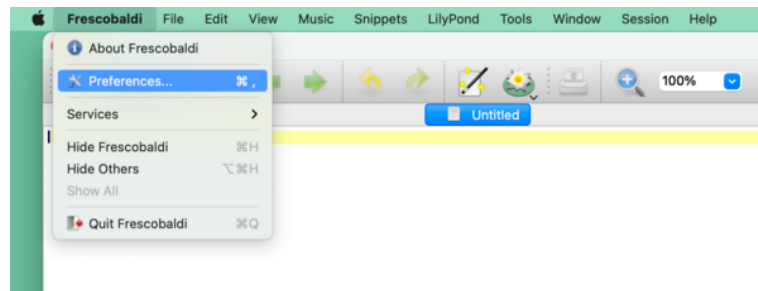 Frescobaldi File Edit View Music Snippets LilyPond Tools Window Session Help
About Frescobaldi
Preferences... ⌘ ,
100%
Services
Untitled
Hide Frescobaldi ⌘H
Hide Others ⌥⌘H
Show All
Quit Frescobaldi ⌘Q